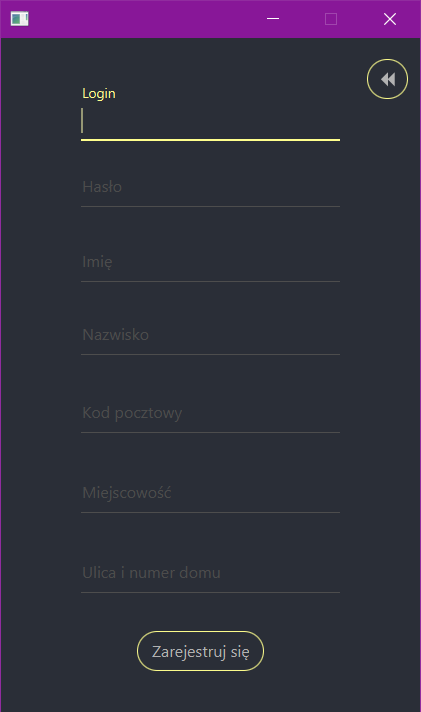 Login
Hasło
Imię
Nazwisko
Kod pocztowy
Miejscowość
Ulica i numer domu
Zarejestruj się